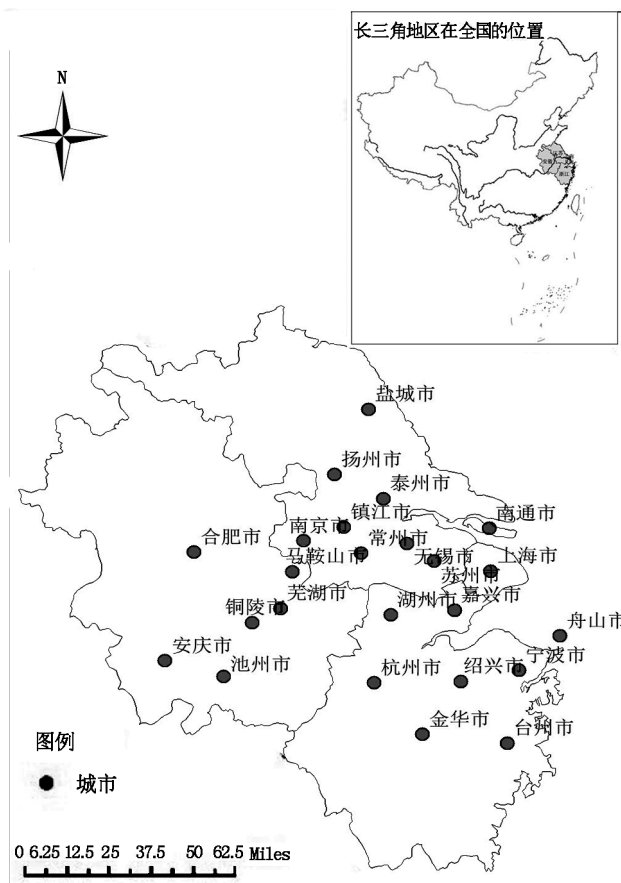 长三角地区在全国的位置
N
盐城市
扬州市
泰州市
镇江市
南通市
南京市
常州市
合肥市
无锡市
上海市
马鞍山市
苏州市
芜湖市
湖州市
嘉兴市
铜陵市
舟山市
安庆市
宁波市
池州市
杭州市
绍兴市
金华市
台州市
图例
城市
0 6.25 12.5 25 37.5 50 62.5 Miles